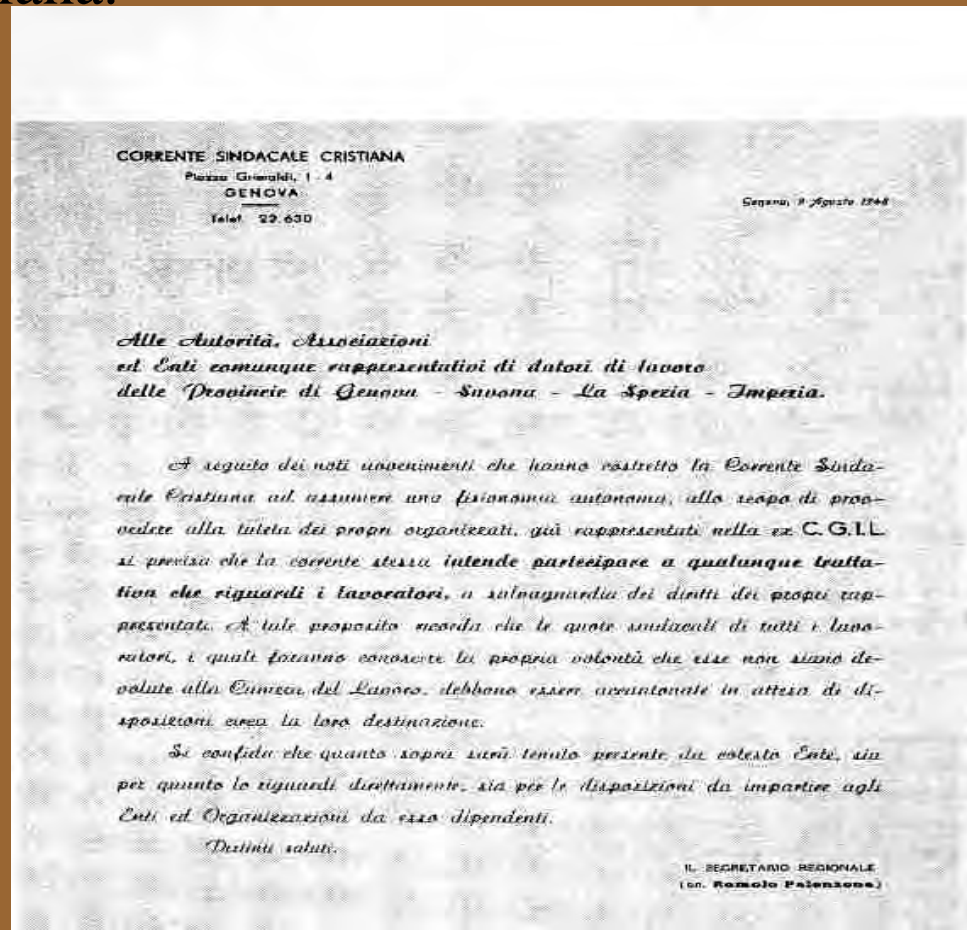 CORRENTE SINDACALE CRISTIANA
Piazza Grimaldi, 1 - 4
GENOVA
Telef. 22.630
Genova, 9 Agosto 1948
Alle Autorità, Associazioni
ed Enti comunque rappresentativi di datori di lavoro
delle Provincie di Genova - Savona - La Spezia - Imperia.
A seguito dei noti avvenimenti che hanno costretto la Corrente Sinda-
cale Cristiana ad assumere una fisionomia autonoma, allo scopo di prov-
vedere alla tutela dei propri organizzati, già rappresentati nella ex C.G.I.L.
si precisa che la corrente stessa intende partecipare a qualunque tratta-
tiva che riguardi i lavoratori, a salvaguardia dei diritti dei propri rap-
presentati. A tale proposito ricorda che le quote sindacali di tutti i lavo-
ratori, i quali faranno conoscere la propria volontà che esse non siano de-
volute alla Camera del Lavoro, debbono essere accantonate in attesa di di-
sposizioni circa la loro destinazione.
Si confida che quanto sopra sarà tenuto presente da cotesto Ente, sia
per quanto lo riguardi direttamente, sia per le disposizioni da impartire agli
Enti ed Organizzazioni da esso dipendenti.
Distinti saluti.
IL SEGRETARIO REGIONALE
(on. Romolo Palenzona)